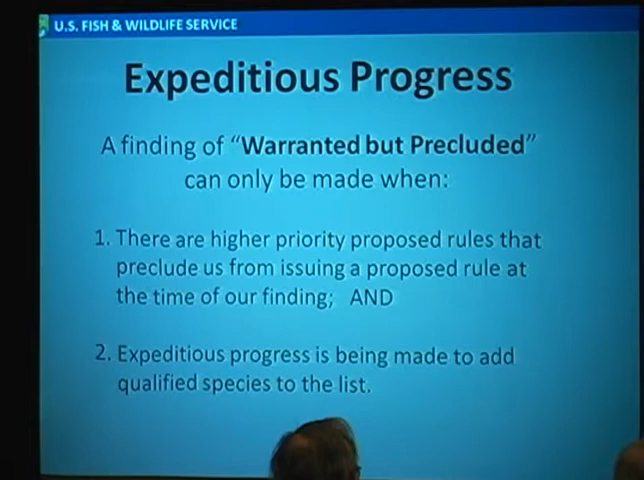 U.S. FISH & WILDLIFE SERVICE
Expeditious Progress
A finding of “Warranted but Precluded”
can only be made when:
1. There are higher priority proposed rules that
preclude us from issuing a proposed rule at
the time of our finding; AND
2. Expeditious progress is being made to add
qualified species to the list.